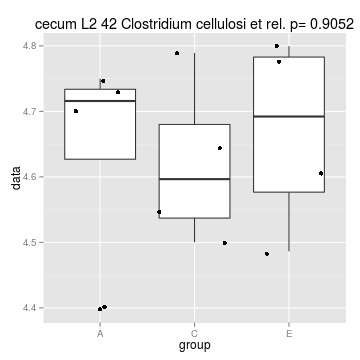 cecum L2 42 Clostridium cellulosi et rel. p= 0.9052
4.8
4.7
4.6
4.5
4.4
data
A C E
group